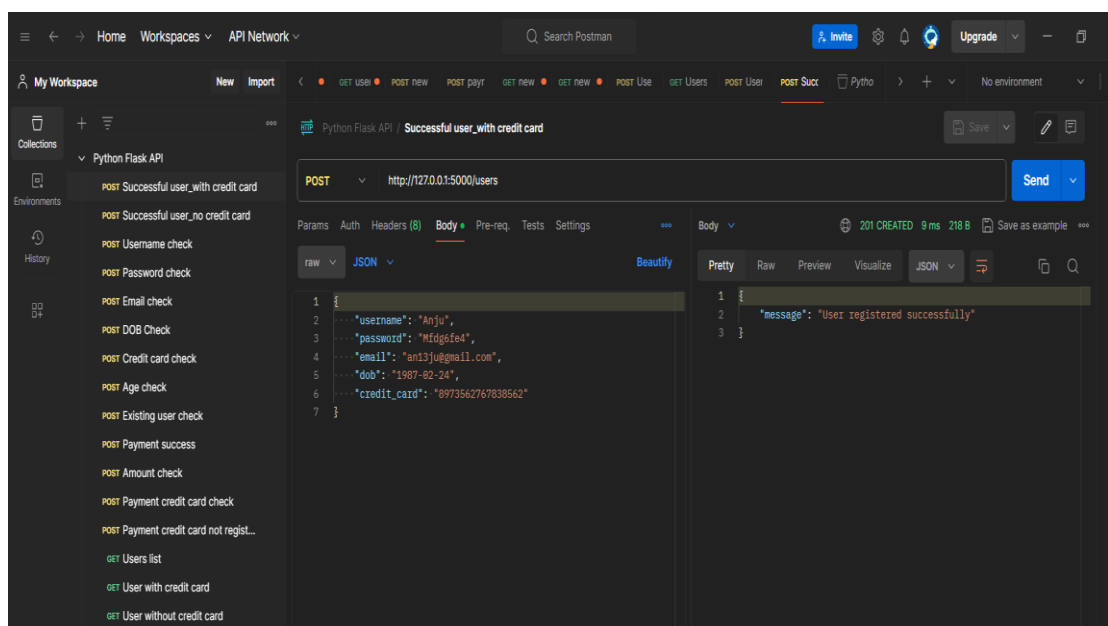 Home Workspaces API Network Search Postman Invite Upgrade
My Workspace New Import GET user POST new POST payr GET new GET new POST Use GET Users POST User POST Succ Pytho No environment
Collections
Environments
History
Python Flask API
POST Successful user_with credit card
POST Successful user_no credit card
POST Username check
POST Password check
POST Email check
POST DOB Check
POST Credit card check
POST Age check
POST Existing user check
POST Payment success
POST Amount check
POST Payment credit card check
POST Payment credit card not regist...
GET Users list
GET User with credit card
GET User without credit card
HTTP Python Flask API / Successful user_with credit card Save
POST http://127.0.0.1:5000/users Send
Params Auth Headers (8) Body Pre-req. Tests Settings
raw JSON Beautify
1 {
2 "username": "Anju",
3 "password": "Mfdg6fe4",
4 "email": "an13ju@gmail.com",
5 "dob": "1987-02-24",
6 "credit_card": "8973562767838562"
7 }
Body 201 CREATED 9 ms 218 B Save as example
Pretty Raw Preview Visualize JSON
1 {
2 "message": "User registered successfully"
3 }